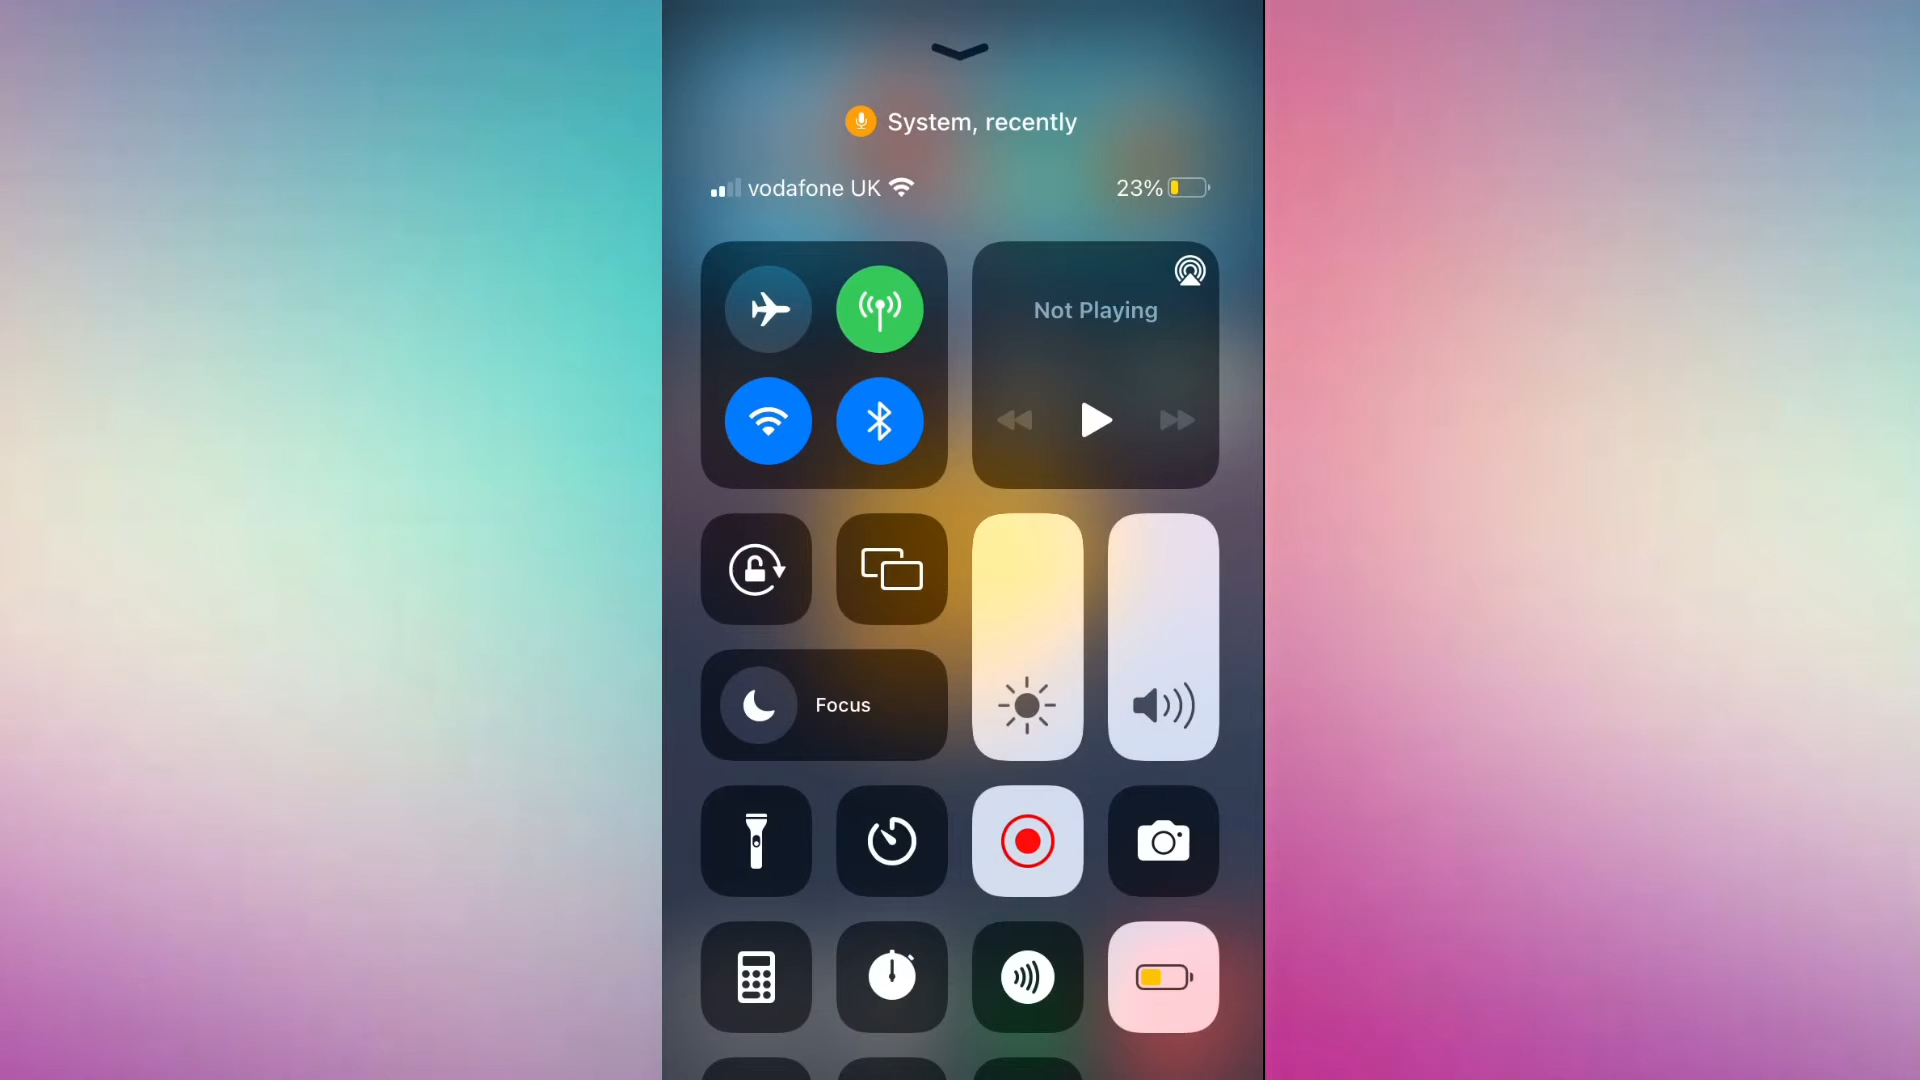 System, recently
vodafone UK
23%
Not Playing
Focus